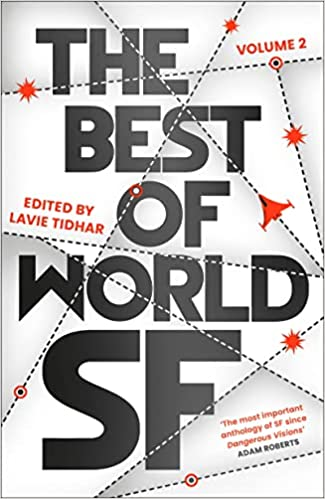 THE
VOLUME 2
BEST
EDITED BY
LAVIE TIDHAR
OF
WORLD
SF
‘The most important
anthology of SF since
Dangerous Visions’
ADAM ROBERTS